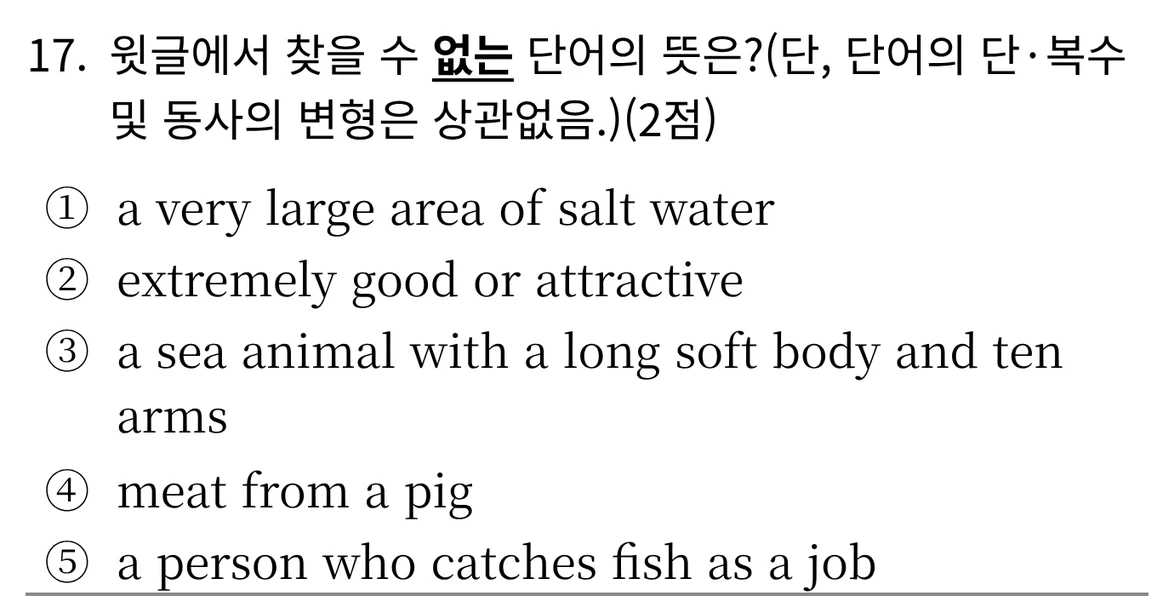 17. 윗글에서 찾을 수 없는 단어의 뜻은?(단, 단어의 단·복수
및 동사의 변형은 상관없음.)(2점)
① a very large area of salt water
② extremely good or attractive
③ a sea animal with a long soft body and ten
arms
④ meat from a pig
⑤ a person who catches fish as a job